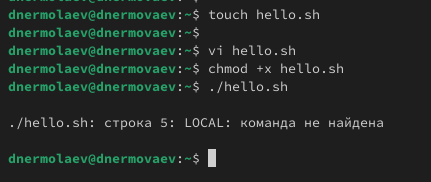 dnermolaev@dnermovaev:~$ touch hello.sh
dnermolaev@dnermovaev:~$
dnermolaev@dnermovaev:~$ vi hello.sh
dnermolaev@dnermovaev:~$ chmod +x hello.sh
dnermolaev@dnermovaev:~$ ./hello.sh
./hello.sh: строка 5: LOCAL: команда не найдена
dnermolaev@dnermovaev:~$